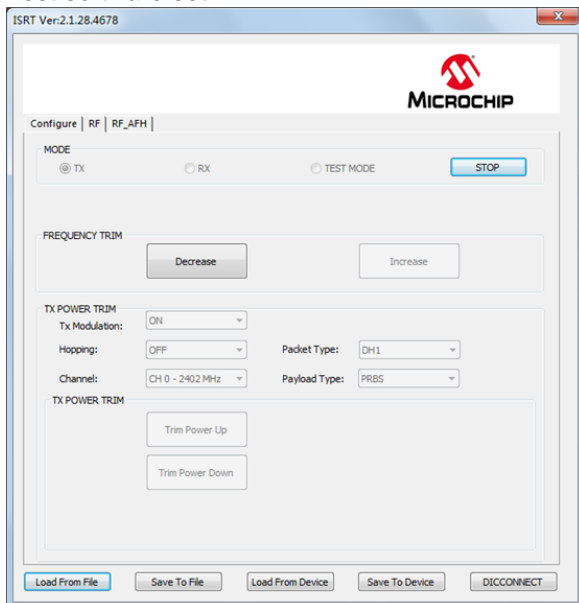 ISRT Ver:2.1.28.4678
MICROCHIP
Configure RF RF_AFH
MODE
TX RX TEST MODE STOP
FREQUENCY TRIM
Decrease Increase
TX POWER TRIM
Tx Modulation: ON
Hopping: OFF Packet Type: DH1
Channel: CH 0 - 2402 MHz Payload Type: PRBS
TX POWER TRIM
Trim Power Up
Trim Power Down
Load From File Save To File Load From Device Save To Device DICCONNECT